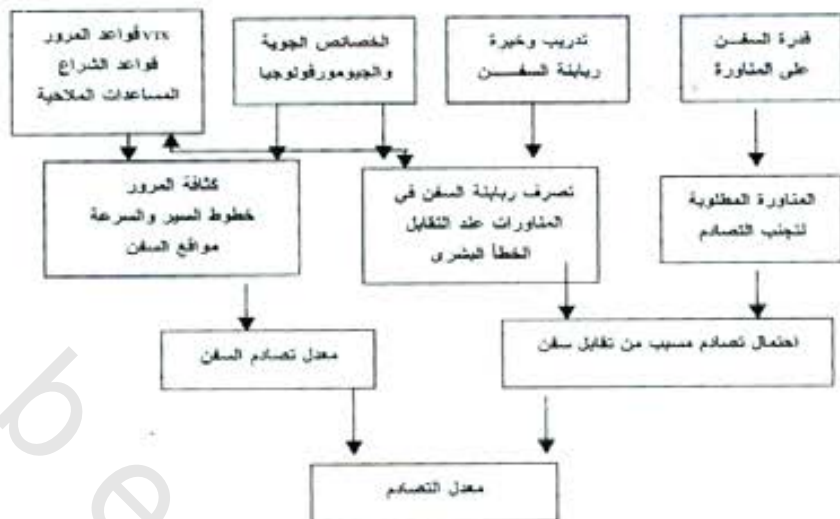 قدرة السفـــن
على المناورة
تدريب وخبرة
ربابنة السفـــــن
الخصائص الجوية
والجيومورفولوجيا
VTS قواعد المرور
قواعد الشراع
المساعدات الملاحية
المناورة المطلوبة
لتجنب التصادم
تصرف ربابنة السفن في
المناورات عند التقابل
الخطأ البشرى
كثافة المرور
خطوط السير والسرعة
مواقع السفن
احتمال تصادم مسبب من تقابل سفن
معدل تصادم السفن
معدل التصادم